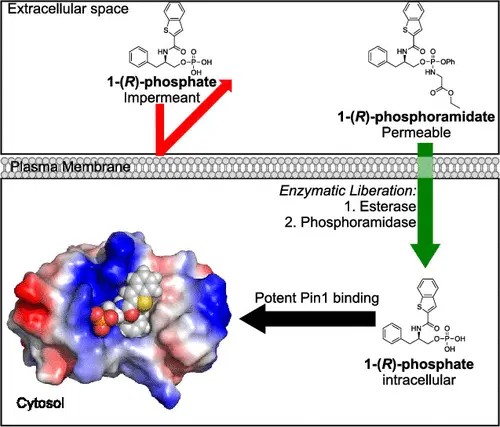 Extracellular space
S
HN
O
O
O
P
OH
OH
1-(R)-phosphate
Impermeant
S
HN
O
O
O
P
OPh
HN
O
O
1-(R)-phosphoramidate
Permeable
Plasma Membrane
Enzymatic Liberation:
1. Esterase
2. Phosphoramidase
Potent Pin1 binding
S
HN
O
O
O
P
OH
OH
1-(R)-phosphate
intracellular
Cytosol